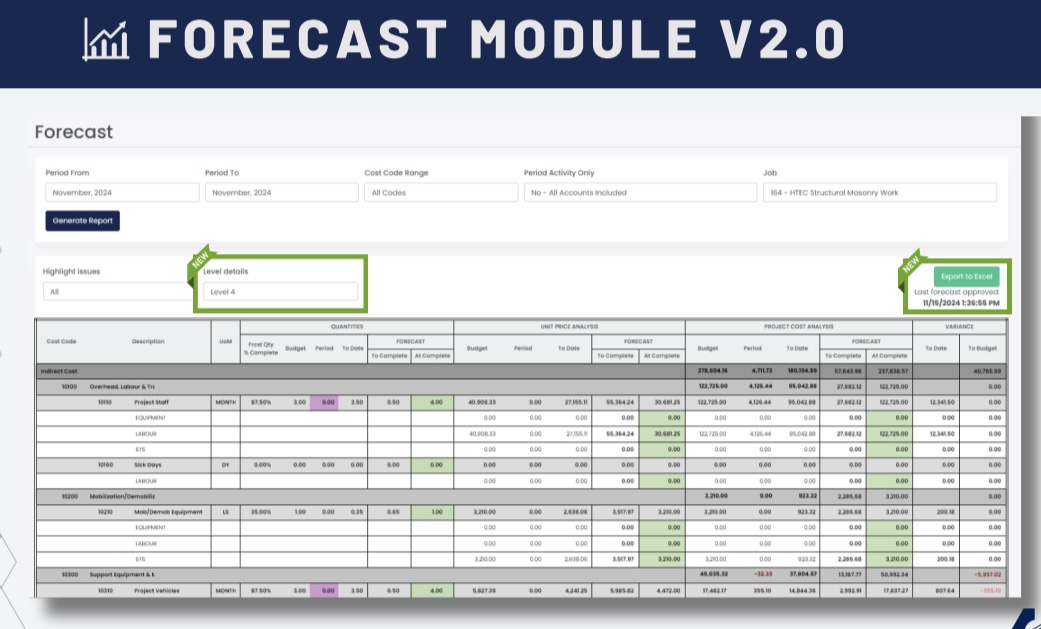 FORECAST MODULE V2.0
Forecast
Period From Period To Cost Code Range Period Activity Only Job
November, 2024 November, 2024 All Codes No - All Accounts Included 164 - HTEC Structural Masonry Work
Generate Report
NEW NEW
Highlight issues Level details Export to Excel
All Level 4 Last forecast approved:
11/15/2024 1:36:55 PM
QUANTITIES UNIT PRICE ANALYSIS PROJECT COST ANALYSIS VARIANCE
Cost Code Description UoM Frcst Qty % Complete Budget Period To Date FORECAST Budget Period To Date FORECAST Budget Period To Date FORECAST To Date To Budget
To Complete At Complete To Complete At Complete To Complete At Complete
Indirect Cost 278,604.16 4,711.73 180,194.59 57,643.98 237,838.57 40,765.59
10100 Overhead, Labour & Tri 122,725.00 4,126.44 95,042.88 27,682.12 122,725.00 0.00
10110 Project Staff MONTH 87.50% 3.00 0.00 3.50 0.50 4.00 40,908.33 0.00 27,155.11 55,364.24 30,681.25 122,725.00 4,126.44 95,042.88 27,682.12 122,725.00 12,341.50 0.00
EQUIPMENT 0.00 0.00 0.00 0.00 0.00 0.00 0.00 0.00 0.00 0.00 0.00 0.00
LABOUR 40,908.33 0.00 27,155.11 55,364.24 30,681.25 122,725.00 4,126.44 95,042.88 27,682.12 122,725.00 12,341.50 0.00
STS 0.00 0.00 0.00 0.00 0.00 0.00 0.00 0.00 0.00 0.00 0.00 0.00
10160 Sick Days DY 0.00% 0.00 0.00 0.00 0.00 0.00 0.00 0.00 0.00 0.00 0.00 0.00 0.00 0.00 0.00 0.00 0.00 0.00
LABOUR 0.00 0.00 0.00 0.00 0.00 0.00 0.00 0.00 0.00 0.00 0.00 0.00
10200 Mobilization/Demobiliz 3,210.00 0.00 923.32 2,286.68 3,210.00 0.00
10210 Mob/Demob Equipment LS 35.00% 1.00 0.00 0.35 0.65 1.00 3,210.00 0.00 2,638.06 3,517.97 3,210.00 3,210.00 0.00 923.32 2,286.68 3,210.00 200.18 0.00
EQUIPMENT 0.00 0.00 0.00 0.00 0.00 0.00 0.00 0.00 0.00 0.00 0.00 0.00
LABOUR 0.00 0.00 0.00 0.00 0.00 0.00 0.00 0.00 0.00 0.00 0.00 0.00
STS 3,210.00 0.00 2,638.06 3,517.97 3,210.00 3,210.00 0.00 923.32 2,286.68 3,210.00 200.18 0.00
10300 Support Equipment & t 45,035.32 -32.33 37,804.57 13,187.77 50,992.34 -5,957.02
10310 Project Vehicles MONTH 87.50% 3.00 0.00 3.50 0.50 4.00 5,827.39 0.00 4,241.25 5,985.82 4,472.00 17,482.17 355.10 14,844.36 2,992.91 17,837.27 607.64 -355.10